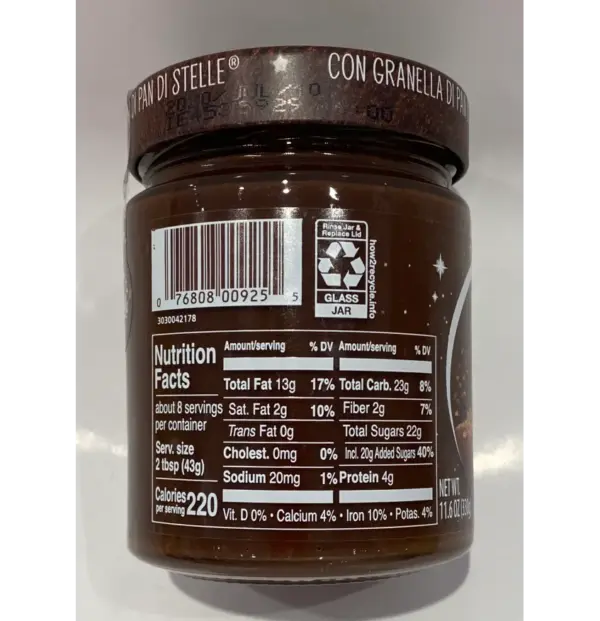 DI PAN DI STELLE® CON GRANELLA DI PA
Rinse Jar &
Replace Lid
GLASS
JAR
how2recycle.info
0 76808 00925 5
3030042178
Nutrition
Facts
about 8 servings
per container
Serv. size
2 tbsp (43g)
Calories 220
per serving
Amount/serving % DV Amount/serving % DV
Total Fat 13g 17% Total Carb. 23g 8%
Sat. Fat 2g 10% Fiber 2g 7%
Trans Fat 0g Total Sugars 22g
Cholest. 0mg 0% Incl. 20g Added Sugars 40%
Sodium 20mg 1% Protein 4g
Vit. D 0% • Calcium 4% • Iron 10% • Potas. 4%
NET WT.
11.6 OZ (330g